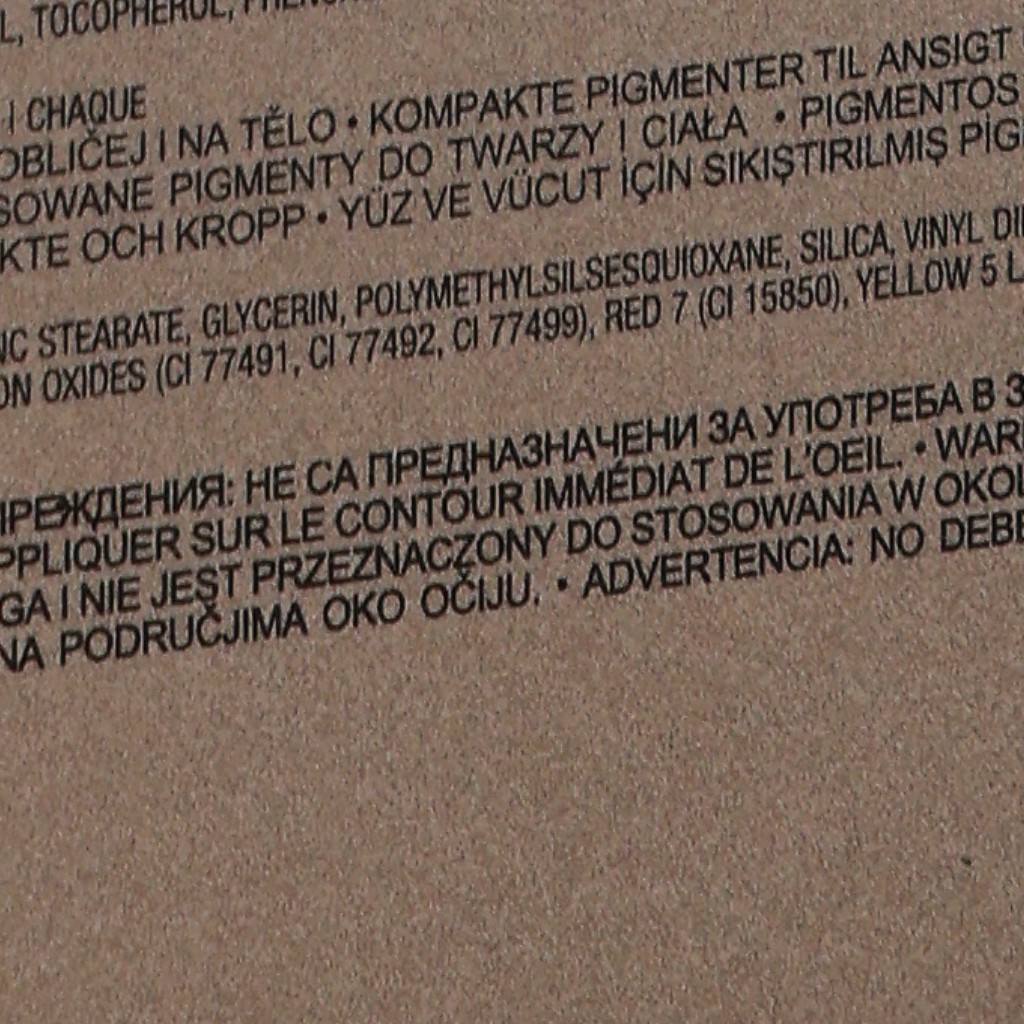 L, TOCOPHEROL,
I CHAQUE
OBLIČEJ I NA TĚLO • KOMPAKTE PIGMENTER TIL ANSIGT
SOWANE PIGMENTY DO TWARZY I CIAŁA • PIGMENTOS
KTE OCH KROPP • YÜZ VE VÜCUT İÇİN SIKIŞTIRILMIŞ PİG
NC STEARATE, GLYCERIN, POLYMETHYLSILSESQUIOXANE, SILICA, VINYL DI
ON OXIDES (CI 77491, CI 77492, CI 77499), RED 7 (CI 15850), YELLOW 5 L
ПРЕЖДЕНИЯ: НЕ СА ПРЕДНАЗНАЧЕНИ ЗА УПОТРЕБА В З
PPLIQUER SUR LE CONTOUR IMMÉDIAT DE L'OEIL. • WAR
GA I NIE JEST PRZEZNACZONY DO STOSOWANIA W OKOL
NA PODRUČJIMA OKO OČIJU. • ADVERTENCIA: NO DEBE